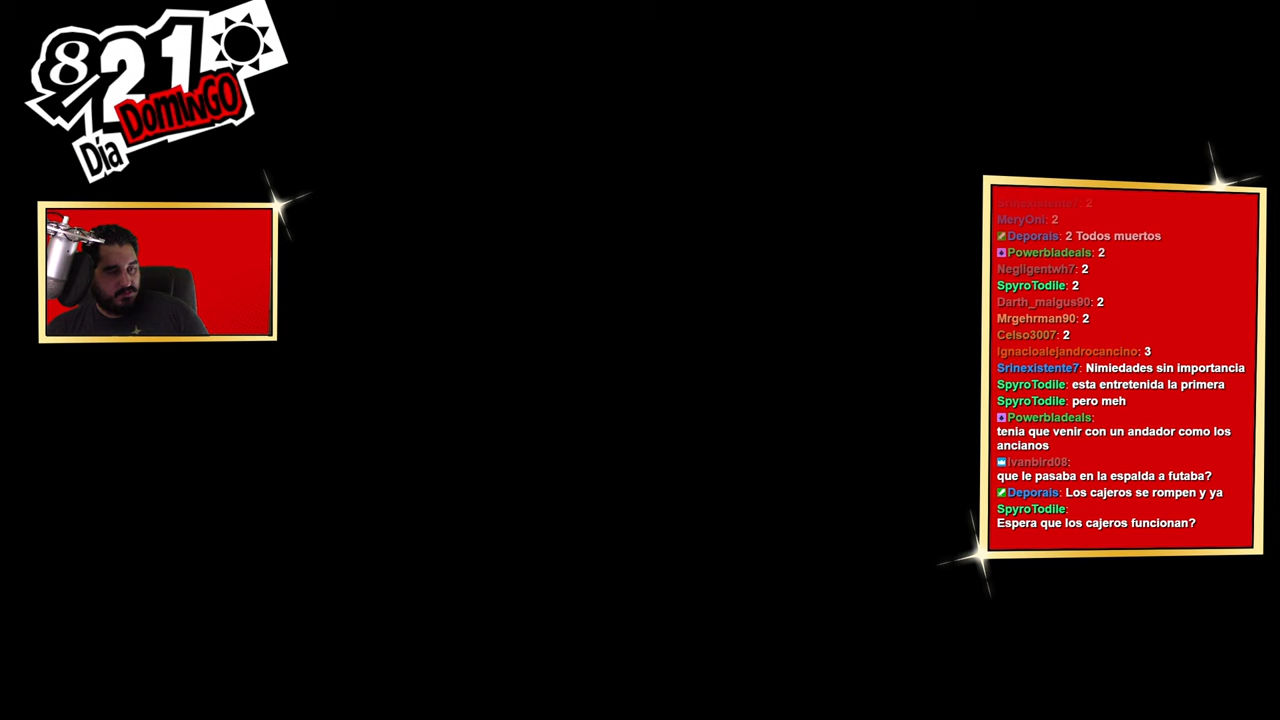 821
DOMINGO
Día
Srinexistente7: 2
MeryOni: 2
Deporais: 2 Todos muertos
Powerbladeals: 2
Negligentwh7: 2
SpyroTodile: 2
Darth_malgus90: 2
Mrgehrman90: 2
Celso3007: 2
Ignacioalejandrocancino: 3
Srinexistente7: Nimiedades sin importancia
SpyroTodile: esta entretenida la primera
SpyroTodile: pero meh
Powerbladeals:
tenia que venir con un andador como los
ancianos
Ivanbird08:
que le pasaba en la espalda a futaba?
Deporais: Los cajeros se rompen y ya
SpyroTodile:
Espera que los cajeros funcionan?